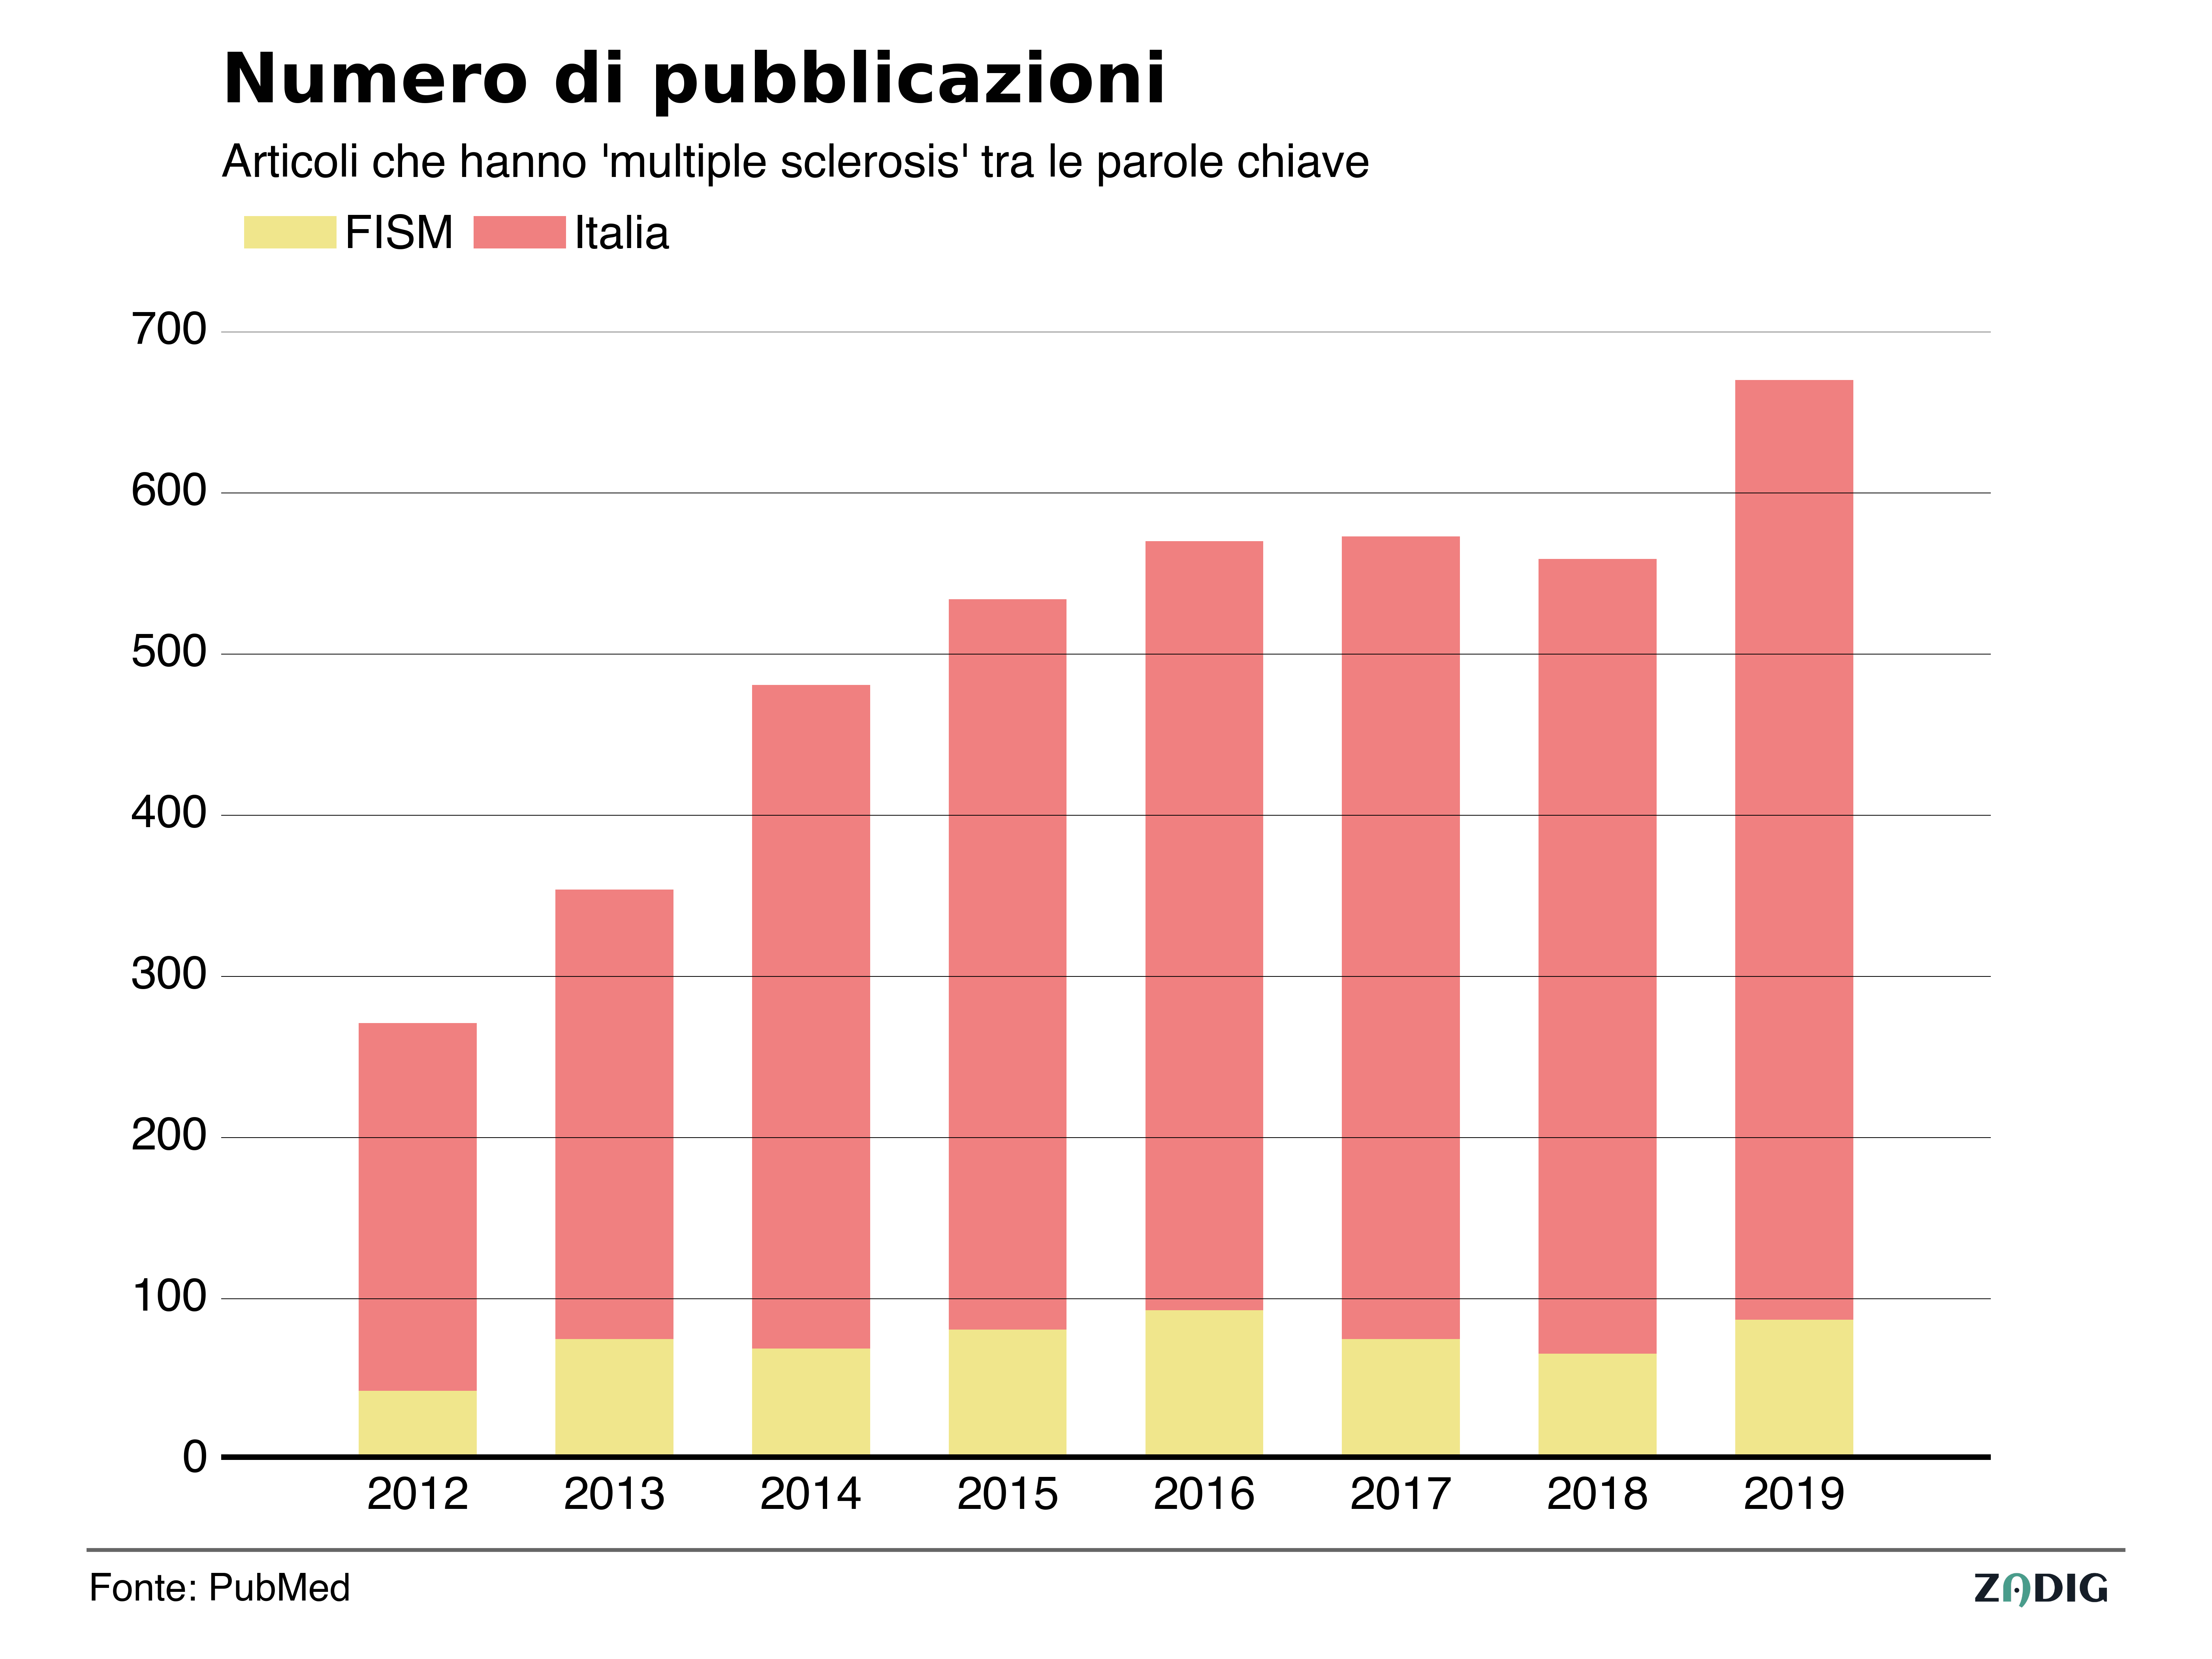 Numero di pubblicazioni
Articoli che hanno 'multiple sclerosis' tra le parole chiave
FISM Italia
700
600
500
400
300
200
100
0
2012 2013 2014 2015 2016 2017 2018 2019
Fonte: PubMed
ZADIG